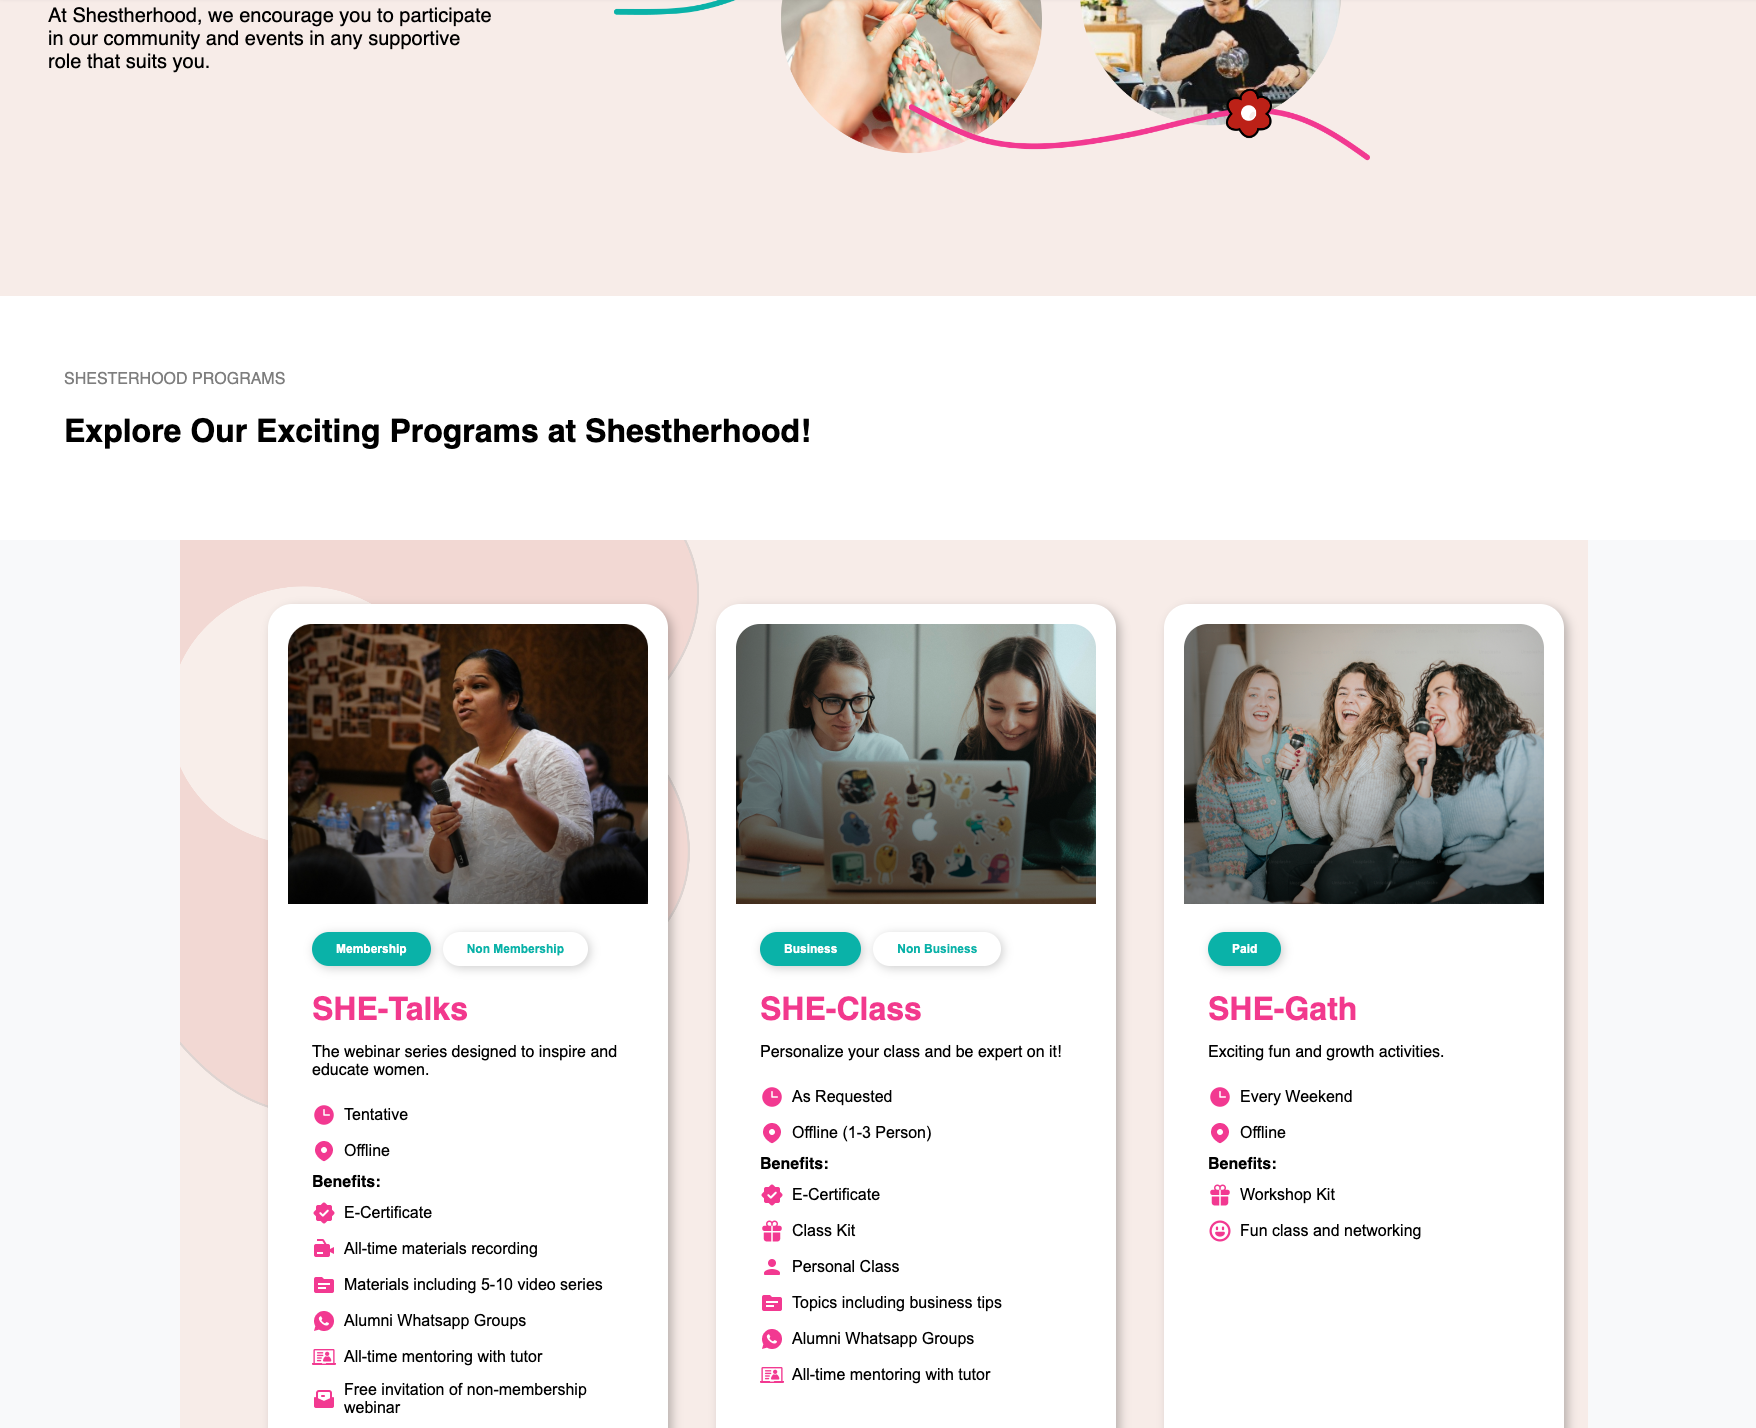 At Shestherhood, we encourage you to participate
in our community and events in any supportive
role that suits you.
SHESTERHOOD PROGRAMS
Explore Our Exciting Programs at Shestherhood!
Membership
Non Membership
SHE-Talks
The webinar series designed to inspire and
educate women.
Tentative
Offline
Benefits:
E-Certificate
All-time materials recording
Materials including 5-10 video series
Alumni Whatsapp Groups
All-time mentoring with tutor
Free invitation of non-membership
webinar
Business
Non Business
SHE-Class
Personalize your class and be expert on it!
As Requested
Offline (1-3 Person)
Benefits:
E-Certificate
Class Kit
Personal Class
Topics including business tips
Alumni Whatsapp Groups
All-time mentoring with tutor
Paid
SHE-Gath
Exciting fun and growth activities.
Every Weekend
Offline
Benefits:
Workshop Kit
Fun class and networking